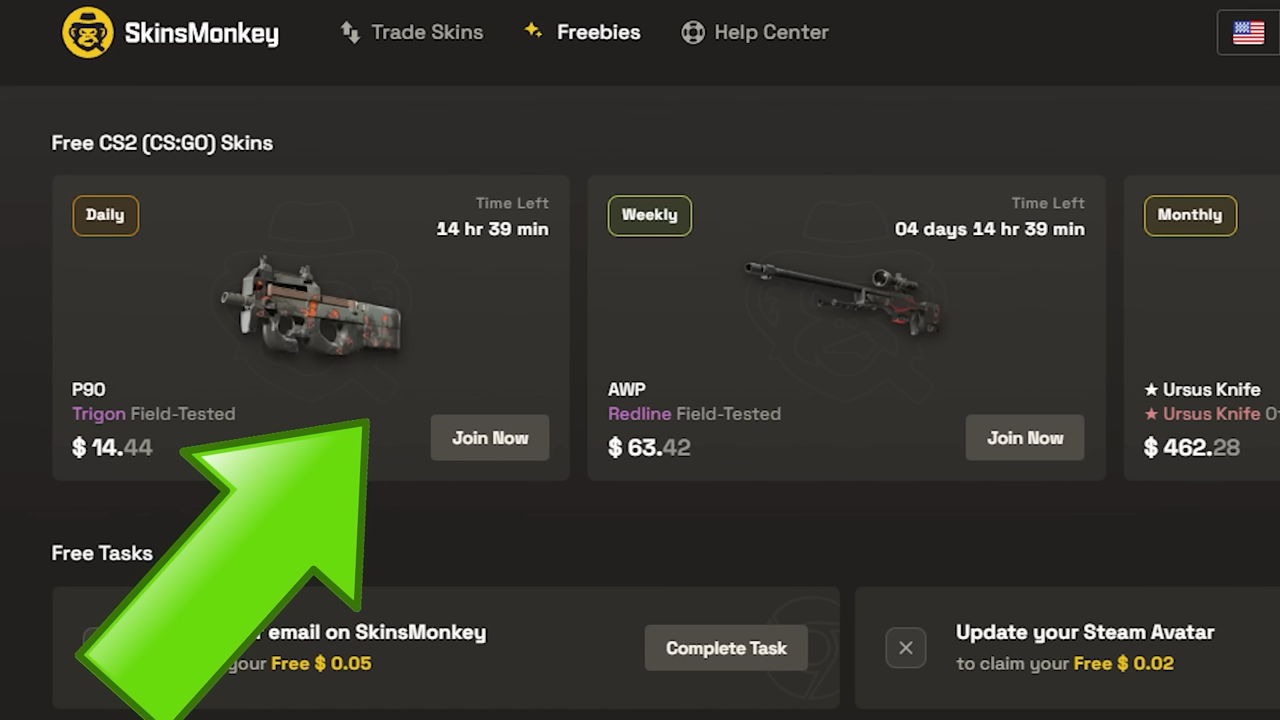 SkinsMonkey
Trade Skins
Freebies
Help Center
Free CS2 (CS:GO) Skins
Daily
Time Left
14 hr 39 min
P90
Trigon Field-Tested
$ 14.44
Join Now
Weekly
Time Left
04 days 14 hr 39 min
AWP
Redline Field-Tested
$ 63.42
Join Now
Monthly
★ Ursus Knife
★ Ursus Knife
$ 462.28
Free Tasks
email on SkinsMonkey
your Free $ 0.05
Complete Task
Update your Steam Avatar
to claim your Free $ 0.02